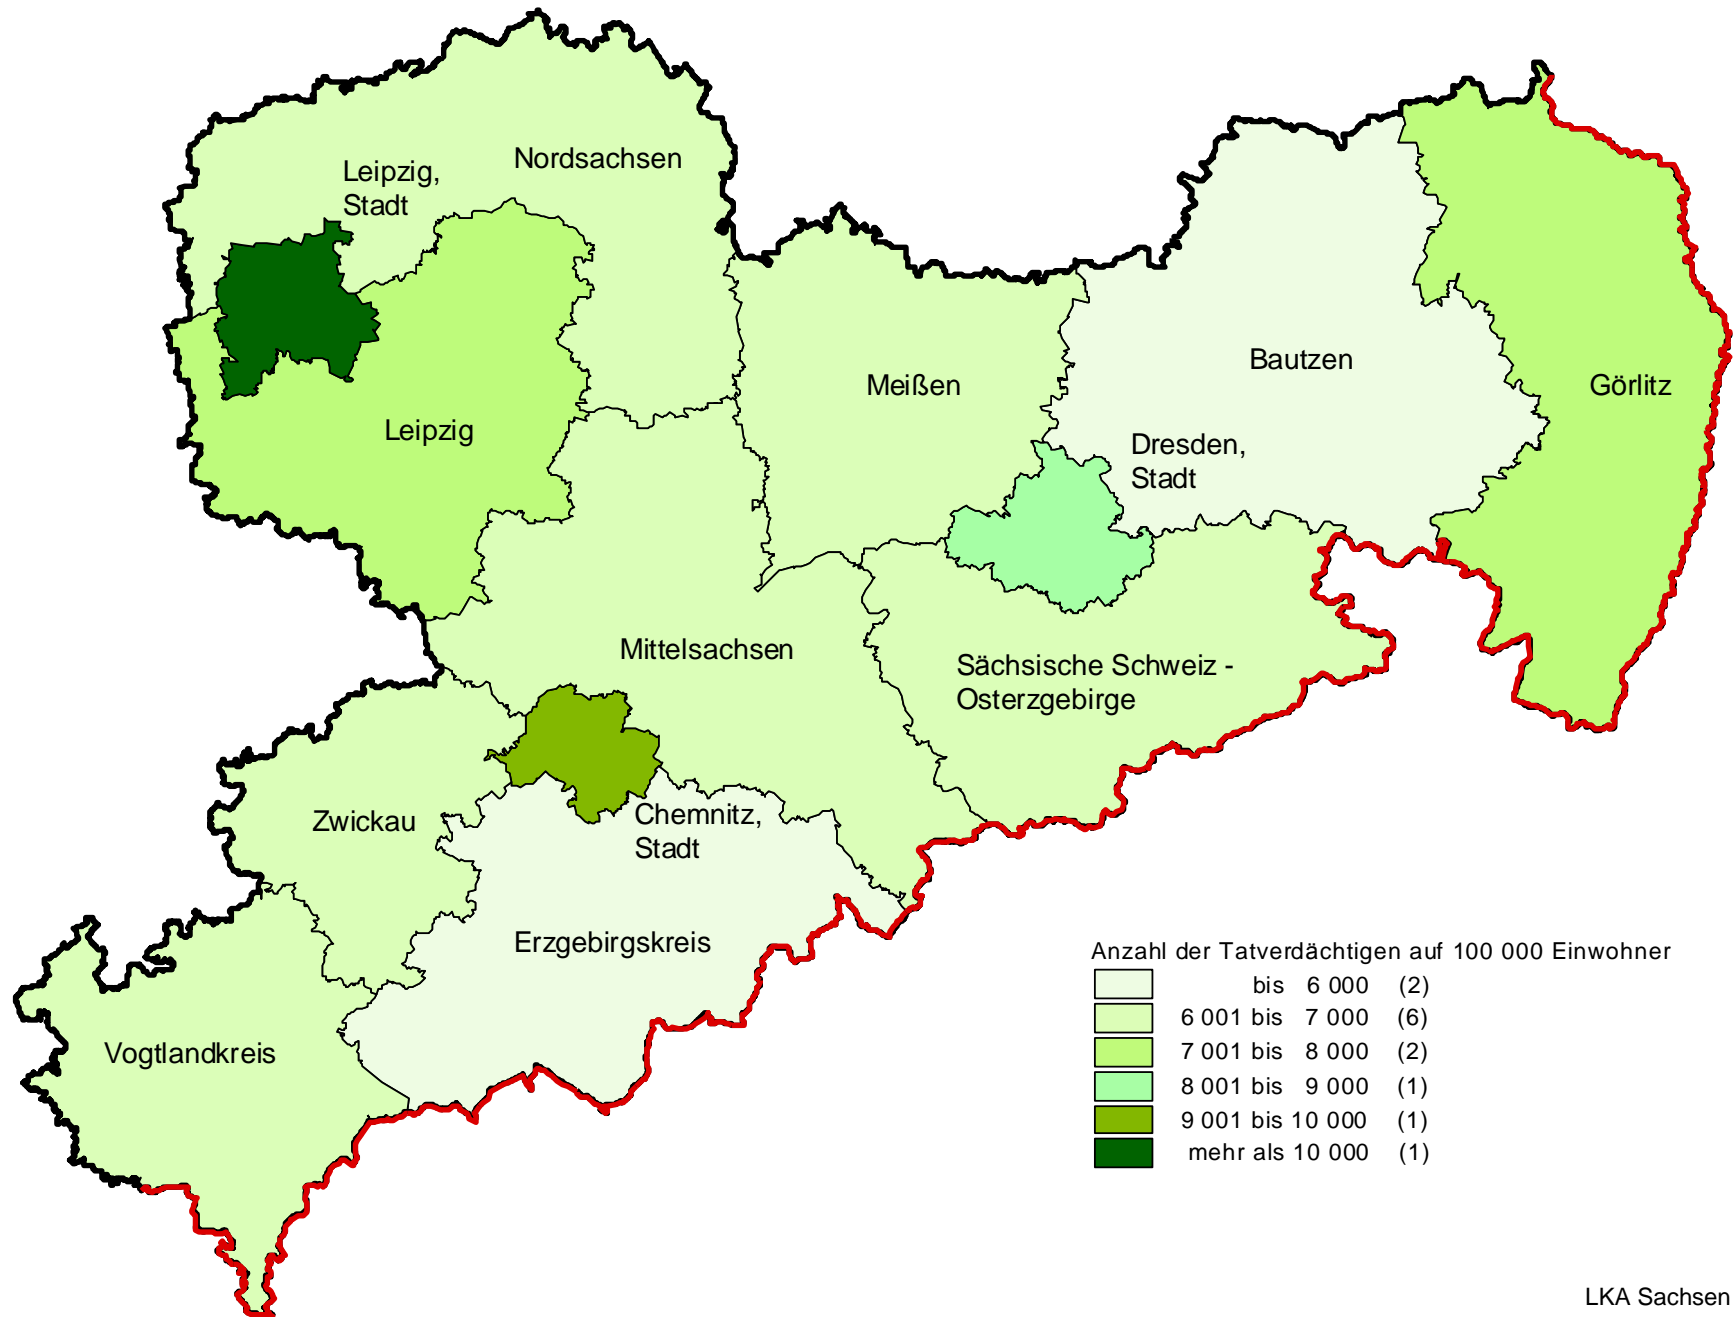 Nordsachsen
Leipzig,
Stadt
Bautzen
Meißen
Görlitz
Leipzig
Dresden,
Stadt
Mittelsachsen
Sächsische Schweiz -
Osterzgebirge
Zwickau
Chemnitz,
Stadt
Erzgebirgskreis
Vogtlandkreis
Anzahl der Tatverdächtigen auf 100 000 Einwohner
bis 6 000 (2)
6 001 bis 7 000 (6)
7 001 bis 8 000 (2)
8 001 bis 9 000 (1)
9 001 bis 10 000 (1)
mehr als 10 000 (1)
LKA Sachsen